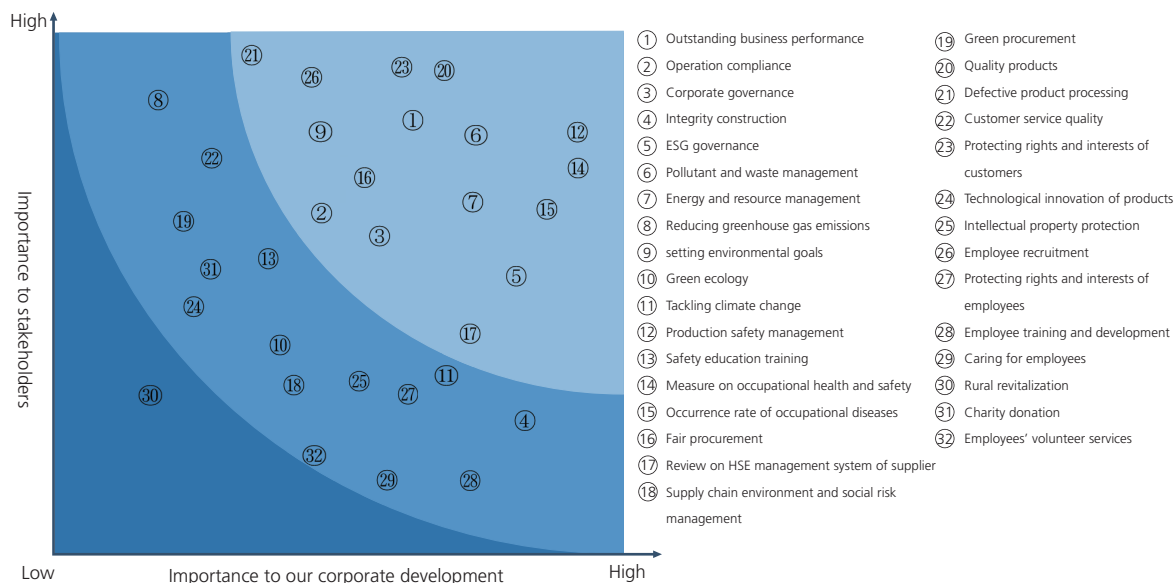 High
Importance to stakeholders
㉑
㉓
⑳
㉖
⑧
①
⑨
⑥
⑫
㉒
⑭
⑯
⑦
⑮
②
⑲
③
⑬
㉛
⑤
㉔
⑰
⑩
⑪
㉕
⑱
㉗
㉚
④
㉜
㉙
㉘
Low
Importance to our corporate development
High
① Outstanding business performance
② Operation compliance
③ Corporate governance
④ Integrity construction
⑤ ESG governance
⑥ Pollutant and waste management
⑦ Energy and resource management
⑧ Reducing greenhouse gas emissions
⑨ setting environmental goals
⑩ Green ecology
⑪ Tackling climate change
⑫ Production safety management
⑬ Safety education training
⑭ Measure on occupational health and safety
⑮ Occurrence rate of occupational diseases
⑯ Fair procurement
⑰ Review on HSE management system of supplier
⑱ Supply chain environment and social risk
management
⑲ Green procurement
⑳ Quality products
㉑ Defective product processing
㉒ Customer service quality
㉓ Protecting rights and interests of
customers
㉔ Technological innovation of products
㉕ Intellectual property protection
㉖ Employee recruitment
㉗ Protecting rights and interests of
employees
㉘ Employee training and development
㉙ Caring for employees
㉚ Rural revitalization
㉛ Charity donation
㉜ Employees’ volunteer services